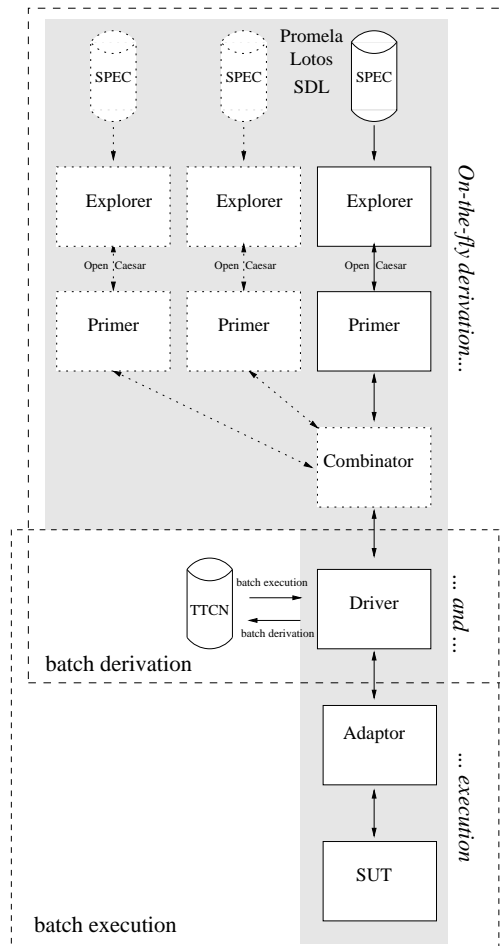 Promela
Lotos
SDL
SPEC
SPEC
SPEC
Explorer
Explorer
Explorer
Open Caesar
Open Caesar
Open Caesar
Primer
Primer
Primer
Combinator
On-the-fly derivation...
TTCN
batch execution
batch derivation
Driver
... and ...
batch derivation
Adaptor
... execution
SUT
batch execution